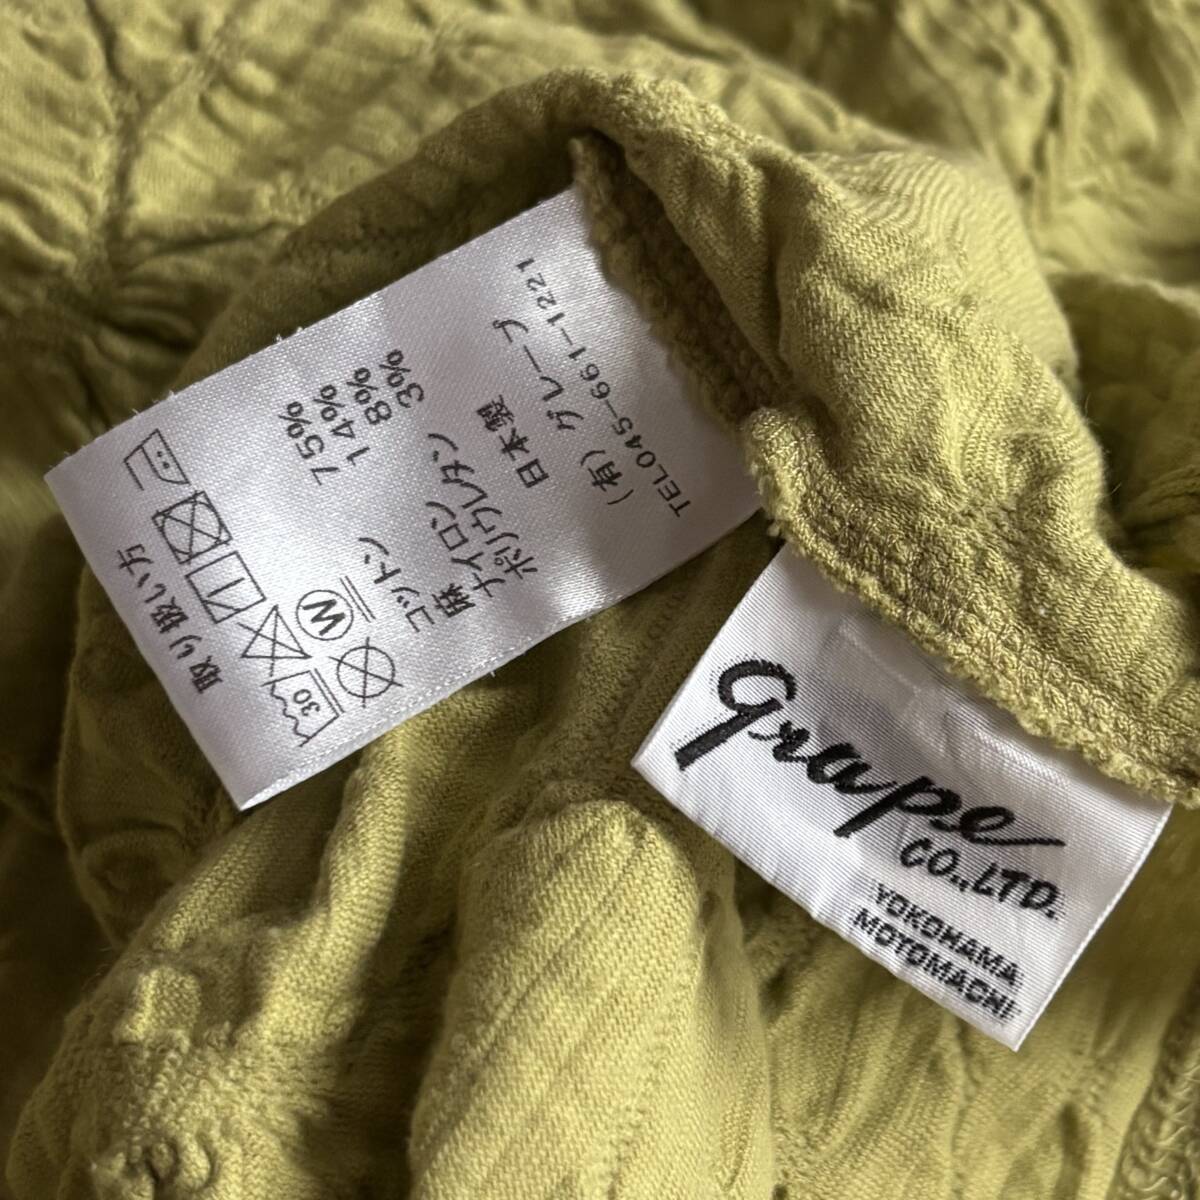 取り扱い方
30
W
コットン 75%
麻 14%
ナイロン 8%
ポリウレタン 3%
日本製
(有) グレープ
TEL045-661-1221
grape
CO.,LTD.
YOKOHAMA
MOTOMACHI